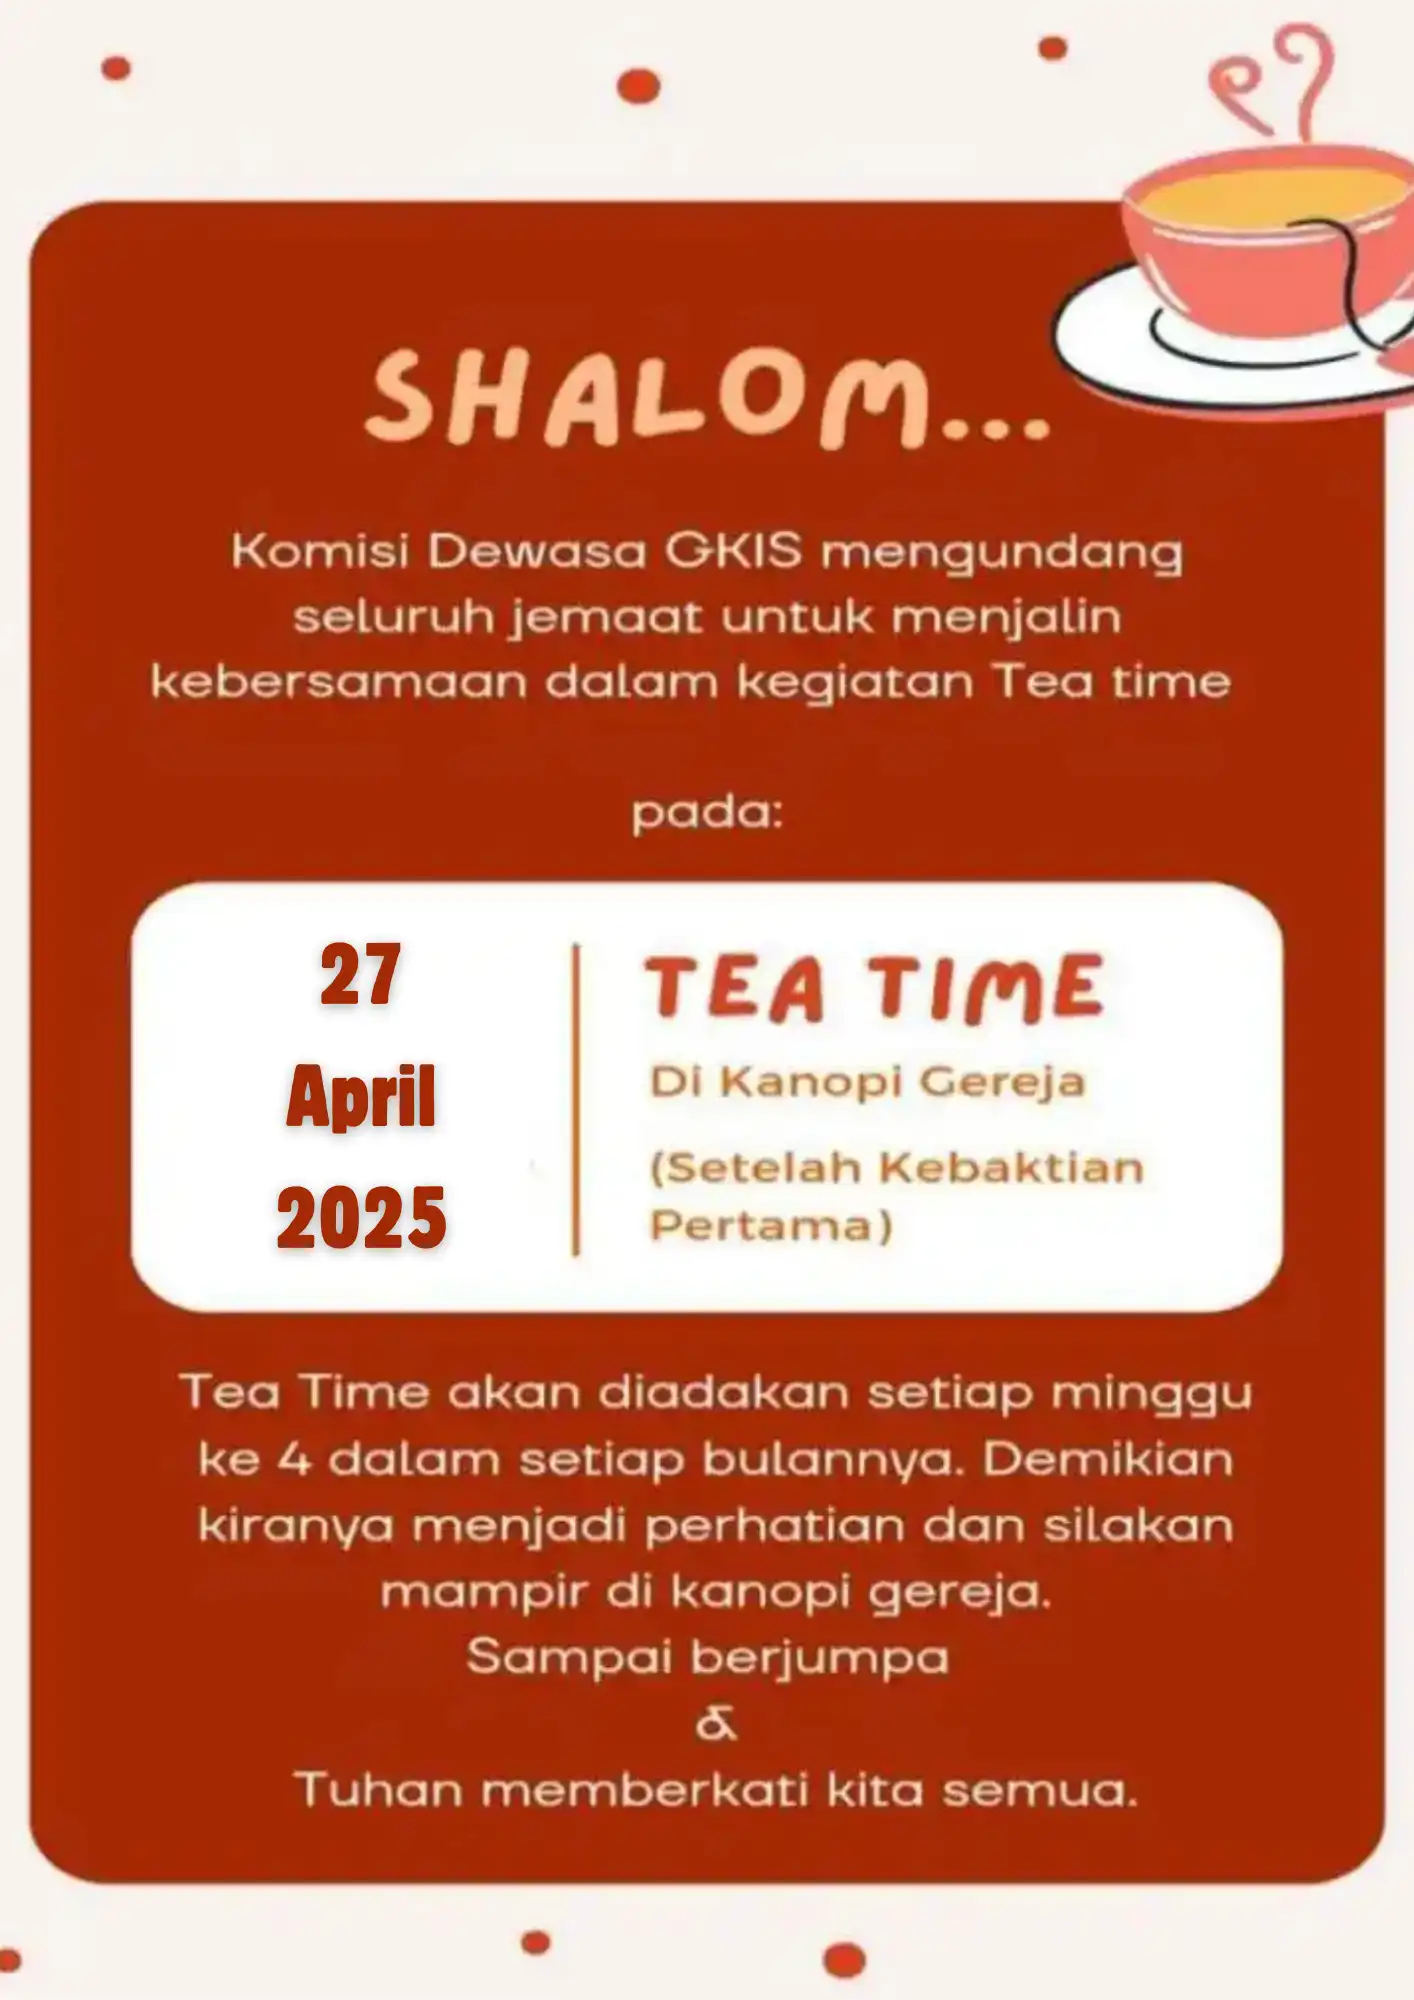 SHALOM...
Komisi Dewasa GKIS mengundang
seluruh jemaat untuk menjalin
kebersamaan dalam kegiatan Tea time
pada:
27
April
2025
TEA TIME
Di Kanopi Gereja
(Setelah Kebaktian
Pertama)
Tea Time akan diadakan setiap minggu
ke 4 dalam setiap bulannya. Demikian
kiranya menjadi perhatian dan silakan
mampir di kanopi gereja.
Sampai berjumpa
&
Tuhan memberkati kita semua.